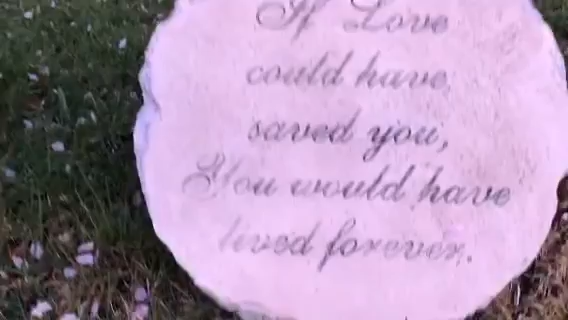 If Love
could have
saved you,
You would have
lived forever.